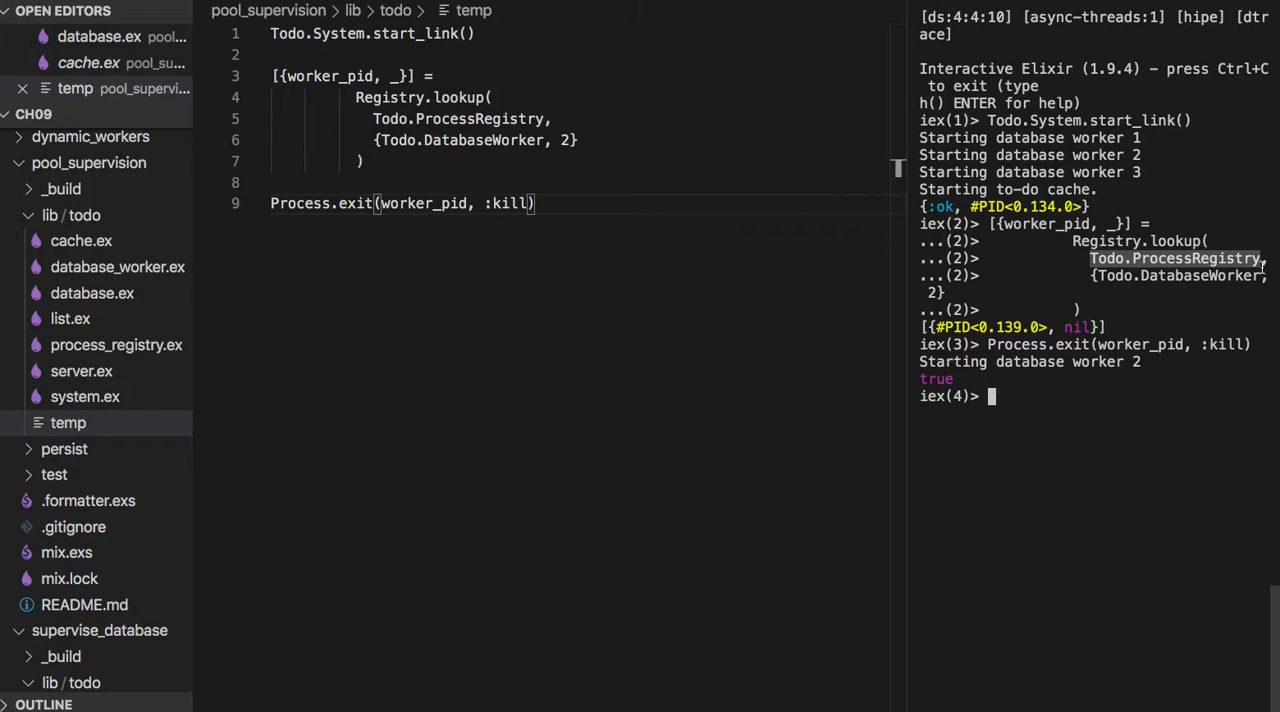 OPEN EDITORS
database.ex pool_...
cache.ex pool_su...
temp pool_supervi...
CH09
dynamic_workers
pool_supervision
_build
lib / todo
cache.ex
database_worker.ex
database.ex
list.ex
process_registry.ex
server.ex
system.ex
temp
persist
test
.formatter.exs
.gitignore
mix.exs
mix.lock
README.md
supervise_database
_build
lib / todo
OUTLINE
pool_supervision > lib > todo > temp
1 Todo.System.start_link()
2
3 [{worker_pid, _}] =
4 Registry.lookup(
5 Todo.ProcessRegistry,
6 {Todo.DatabaseWorker, 2}
7 )
8
9 Process.exit(worker_pid, :kill)
[ds:4:4:10] [async-threads:1] [hipe] [dtr
ace]
Interactive Elixir (1.9.4) - press Ctrl+C
to exit (type
h() ENTER for help)
iex(1)> Todo.System.start_link()
Starting database worker 1
Starting database worker 2
Starting database worker 3
Starting to-do cache.
{:ok, #PID<0.134.0>}
iex(2)> [{worker_pid, _}] =
...(2)> Registry.lookup(
...(2)> Todo.ProcessRegistry,
...(2)> {Todo.DatabaseWorker,
2}
...(2)> )
[{#PID<0.139.0>, nil}]
iex(3)> Process.exit(worker_pid, :kill)
Starting database worker 2
true
iex(4)>